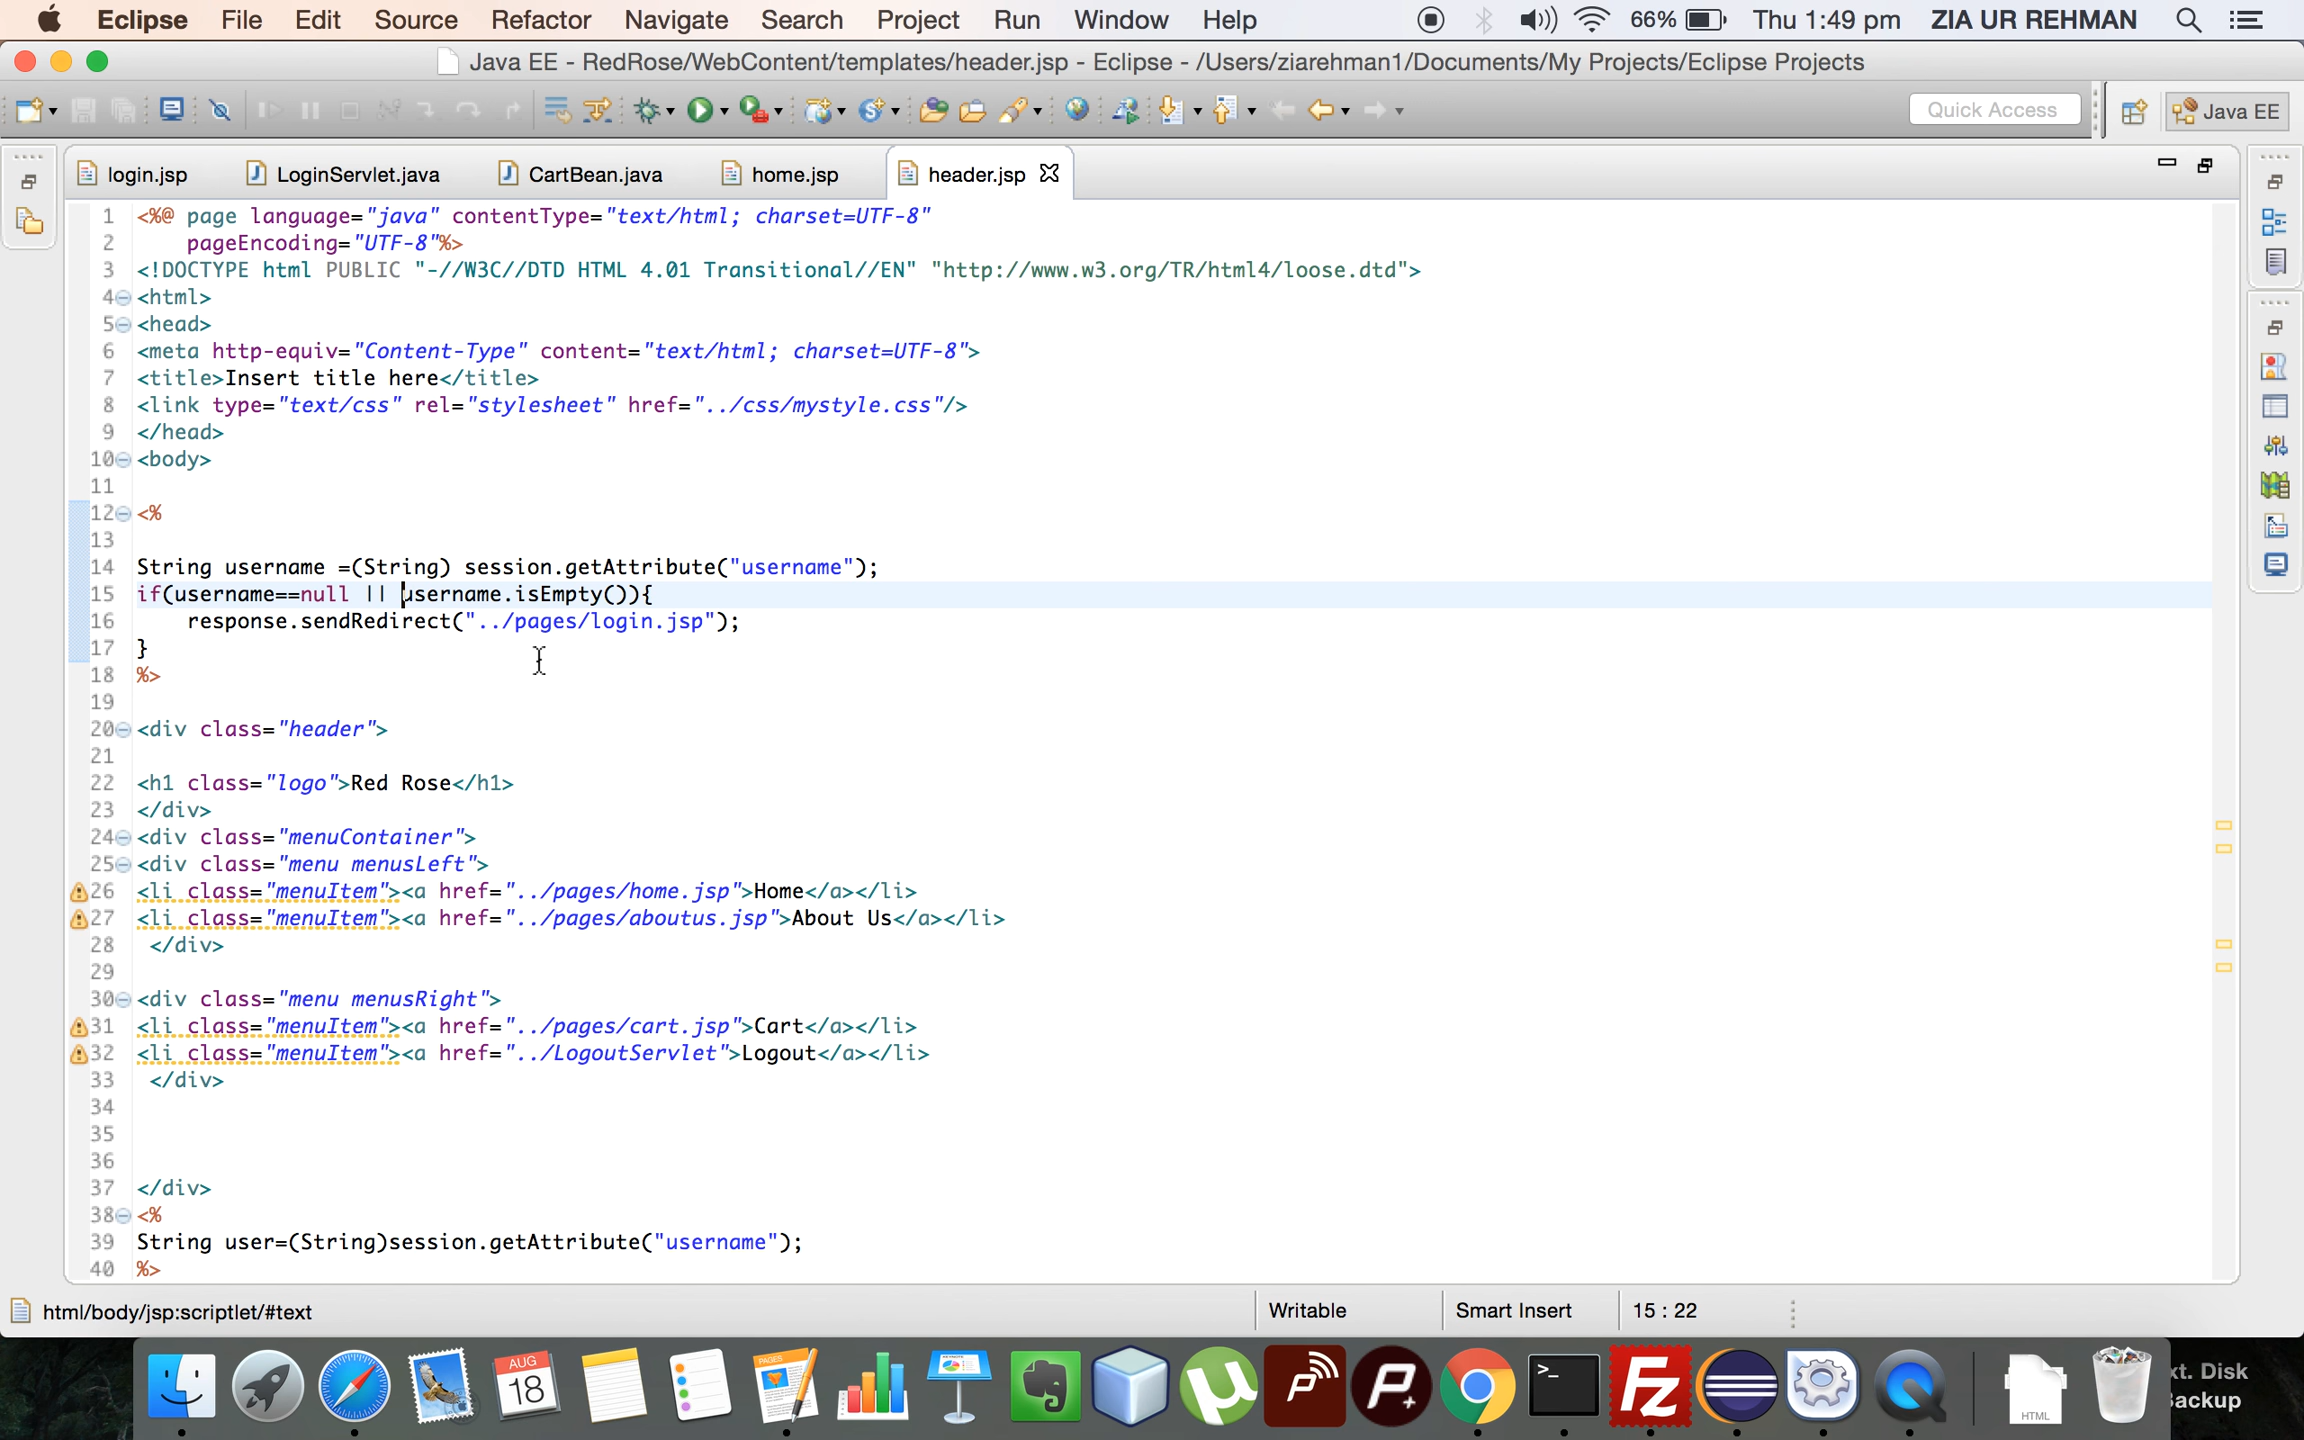 Eclipse File Edit Source Refactor Navigate Search Project Run Window Help 66% Thu 1:49 pm ZIA UR REHMAN
Java EE - RedRose/WebContent/templates/header.jsp - Eclipse - /Users/ziarehman1/Documents/My Projects/Eclipse Projects
Quick Access Java EE
login.jsp LoginServlet.java CartBean.java home.jsp header.jsp
1 <%@ page language="java" contentType="text/html; charset=UTF-8"
2 pageEncoding="UTF-8"%>
3 <!DOCTYPE html PUBLIC "-//W3C//DTD HTML 4.01 Transitional//EN" "http://www.w3.org/TR/html4/loose.dtd">
4 <html>
5 <head>
6 <meta http-equiv="Content-Type" content="text/html; charset=UTF-8">
7 <title>Insert title here</title>
8 <link type="text/css" rel="stylesheet" href="../css/mystyle.css"/>
9 </head>
10 <body>
11
12 <%
13
14 String username =(String) session.getAttribute("username");
15 if(username==null || username.isEmpty()){
16 response.sendRedirect("../pages/login.jsp");
17 }
18 %>
19
20 <div class="header">
21
22 <h1 class="logo">Red Rose</h1>
23 </div>
24 <div class="menuContainer">
25 <div class="menu menusLeft">
26 <li class="menuItem"><a href="../pages/home.jsp">Home</a></li>
27 <li class="menuItem"><a href="../pages/aboutus.jsp">About Us</a></li>
28 </div>
29
30 <div class="menu menusRight">
31 <li class="menuItem"><a href="../pages/cart.jsp">Cart</a></li>
32 <li class="menuItem"><a href="../LogoutServlet">Logout</a></li>
33 </div>
34
35
36
37 </div>
38 <%
39 String user=(String)session.getAttribute("username");
40 %>
html/body/jsp:scriptlet/#text Writable Smart Insert 15 : 22
AUG
18
PAGES
HTML
xt. Disk
Backup